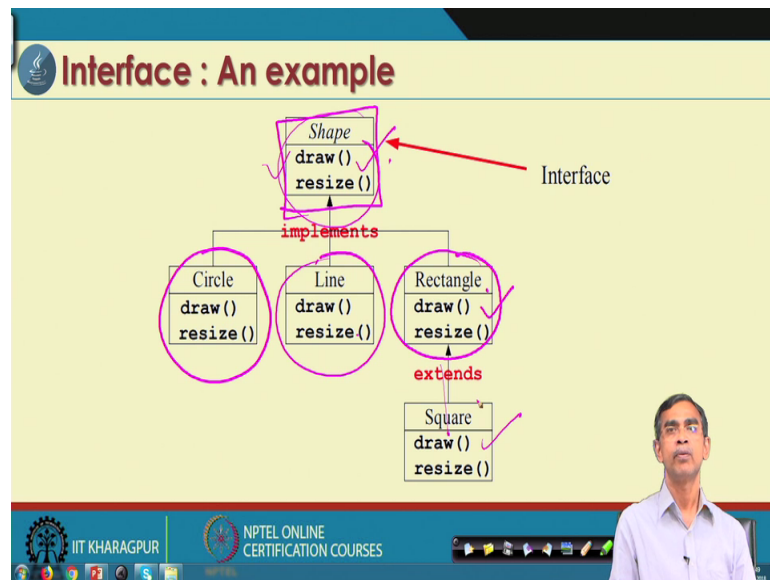 Interface : An example
Shape
draw()
resize()
Interface
implements
Circle
draw()
resize()
Line
draw()
resize()
Rectangle
draw()
resize()
extends
Square
draw()
resize()
IIT KHARAGPUR
NPTEL ONLINE
CERTIFICATION COURSES